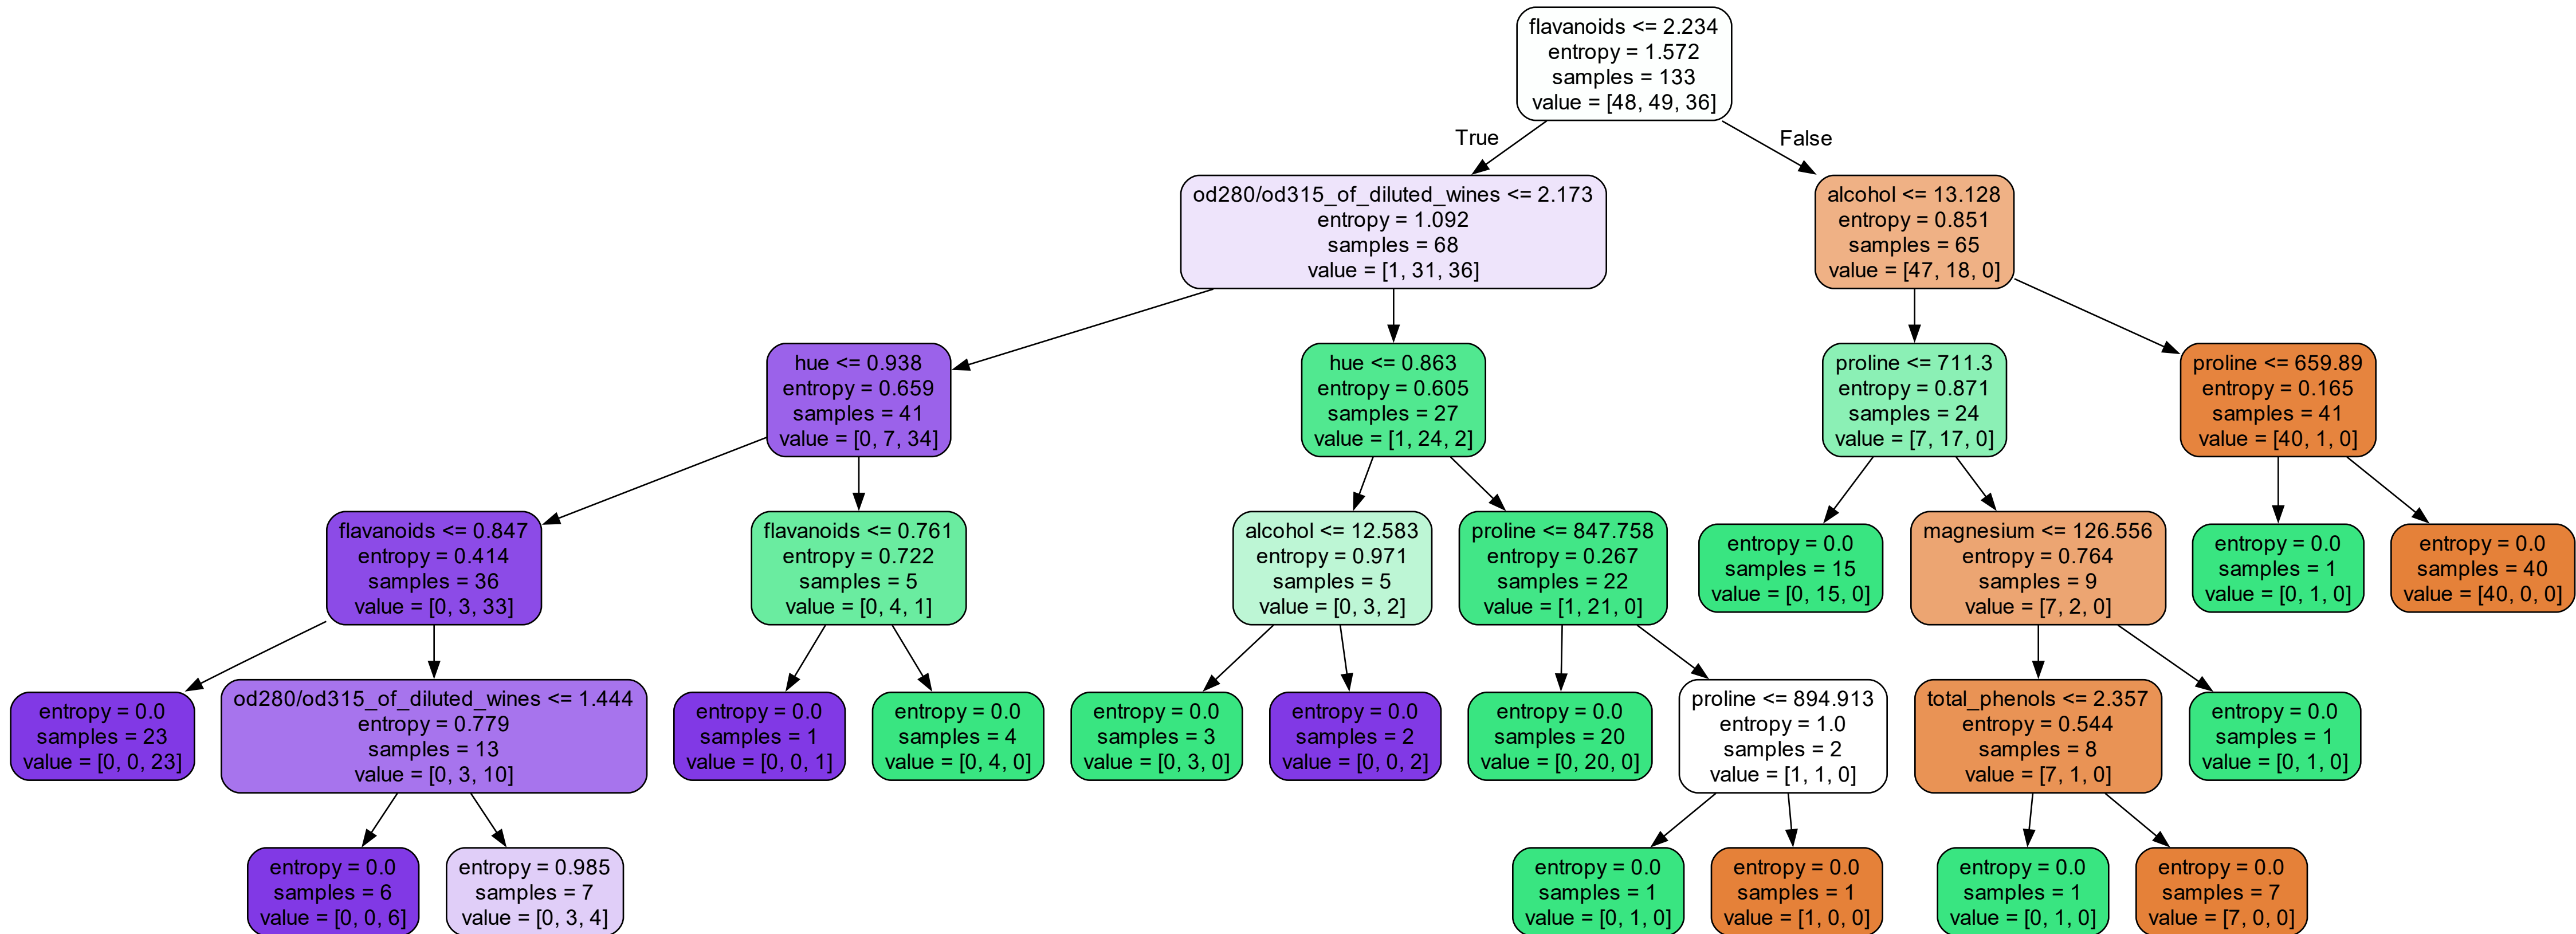 flavanoids <= 2.234
entropy = 1.572
samples = 133
value = [48, 49, 36]
True
False
od280/od315_of_diluted_wines <= 2.173
entropy = 1.092
samples = 68
value = [1, 31, 36]
alcohol <= 13.128
entropy = 0.851
samples = 65
value = [47, 18, 0]
hue <= 0.938
entropy = 0.659
samples = 41
value = [0, 7, 34]
hue <= 0.863
entropy = 0.605
samples = 27
value = [1, 24, 2]
proline <= 711.3
entropy = 0.871
samples = 24
value = [7, 17, 0]
proline <= 659.89
entropy = 0.165
samples = 41
value = [40, 1, 0]
flavanoids <= 0.847
entropy = 0.414
samples = 36
value = [0, 3, 33]
flavanoids <= 0.761
entropy = 0.722
samples = 5
value = [0, 4, 1]
alcohol <= 12.583
entropy = 0.971
samples = 5
value = [0, 3, 2]
proline <= 847.758
entropy = 0.267
samples = 22
value = [1, 21, 0]
entropy = 0.0
samples = 15
value = [0, 15, 0]
magnesium <= 126.556
entropy = 0.764
samples = 9
value = [7, 2, 0]
entropy = 0.0
samples = 1
value = [0, 1, 0]
entropy = 0.0
samples = 40
value = [40, 0, 0]
entropy = 0.0
samples = 23
value = [0, 0, 23]
od280/od315_of_diluted_wines <= 1.444
entropy = 0.779
samples = 13
value = [0, 3, 10]
entropy = 0.0
samples = 1
value = [0, 0, 1]
entropy = 0.0
samples = 4
value = [0, 4, 0]
entropy = 0.0
samples = 3
value = [0, 3, 0]
entropy = 0.0
samples = 2
value = [0, 0, 2]
entropy = 0.0
samples = 20
value = [0, 20, 0]
proline <= 894.913
entropy = 1.0
samples = 2
value = [1, 1, 0]
total_phenols <= 2.357
entropy = 0.544
samples = 8
value = [7, 1, 0]
entropy = 0.0
samples = 1
value = [0, 1, 0]
entropy = 0.0
samples = 6
value = [0, 0, 6]
entropy = 0.985
samples = 7
value = [0, 3, 4]
entropy = 0.0
samples = 1
value = [0, 1, 0]
entropy = 0.0
samples = 1
value = [1, 0, 0]
entropy = 0.0
samples = 1
value = [0, 1, 0]
entropy = 0.0
samples = 7
value = [7, 0, 0]